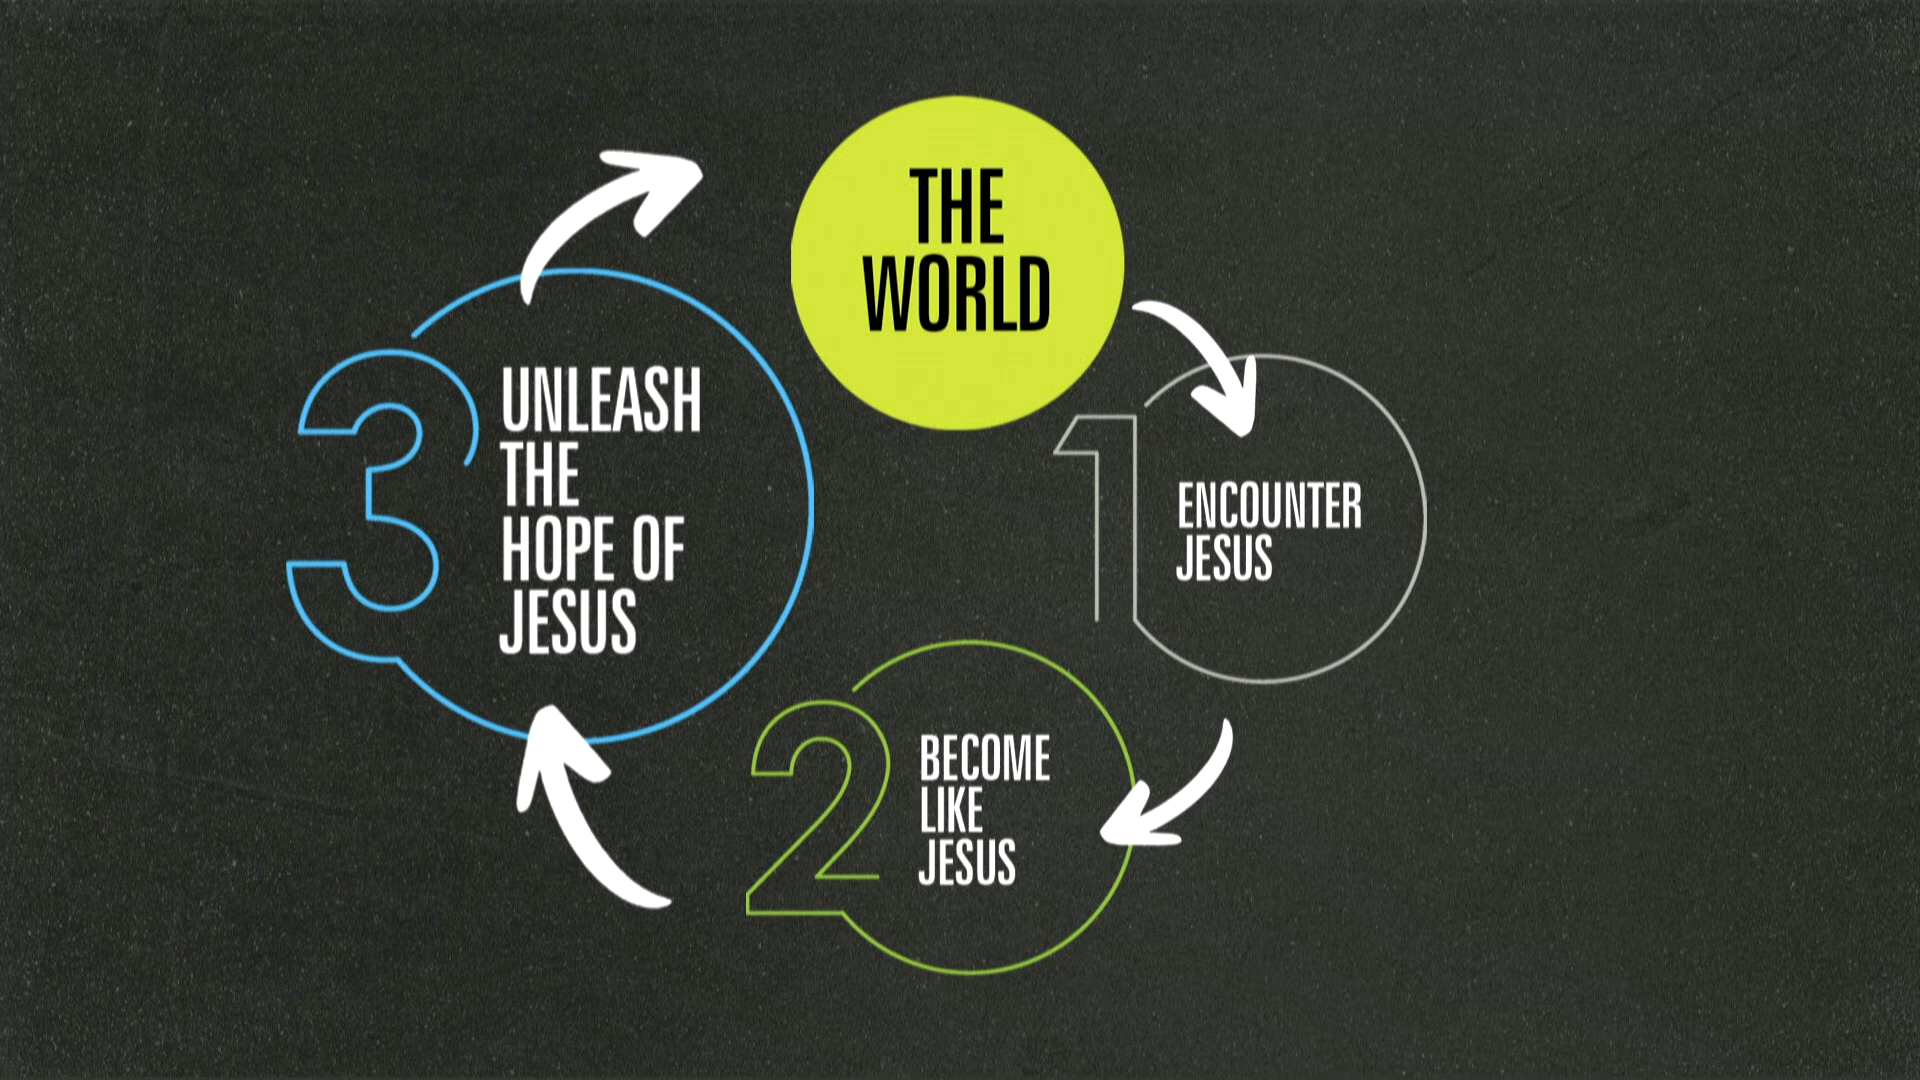 THE
WORLD
1
ENCOUNTER
JESUS
2
BECOME
LIKE
JESUS
3
UNLEASH
THE
HOPE OF
JESUS